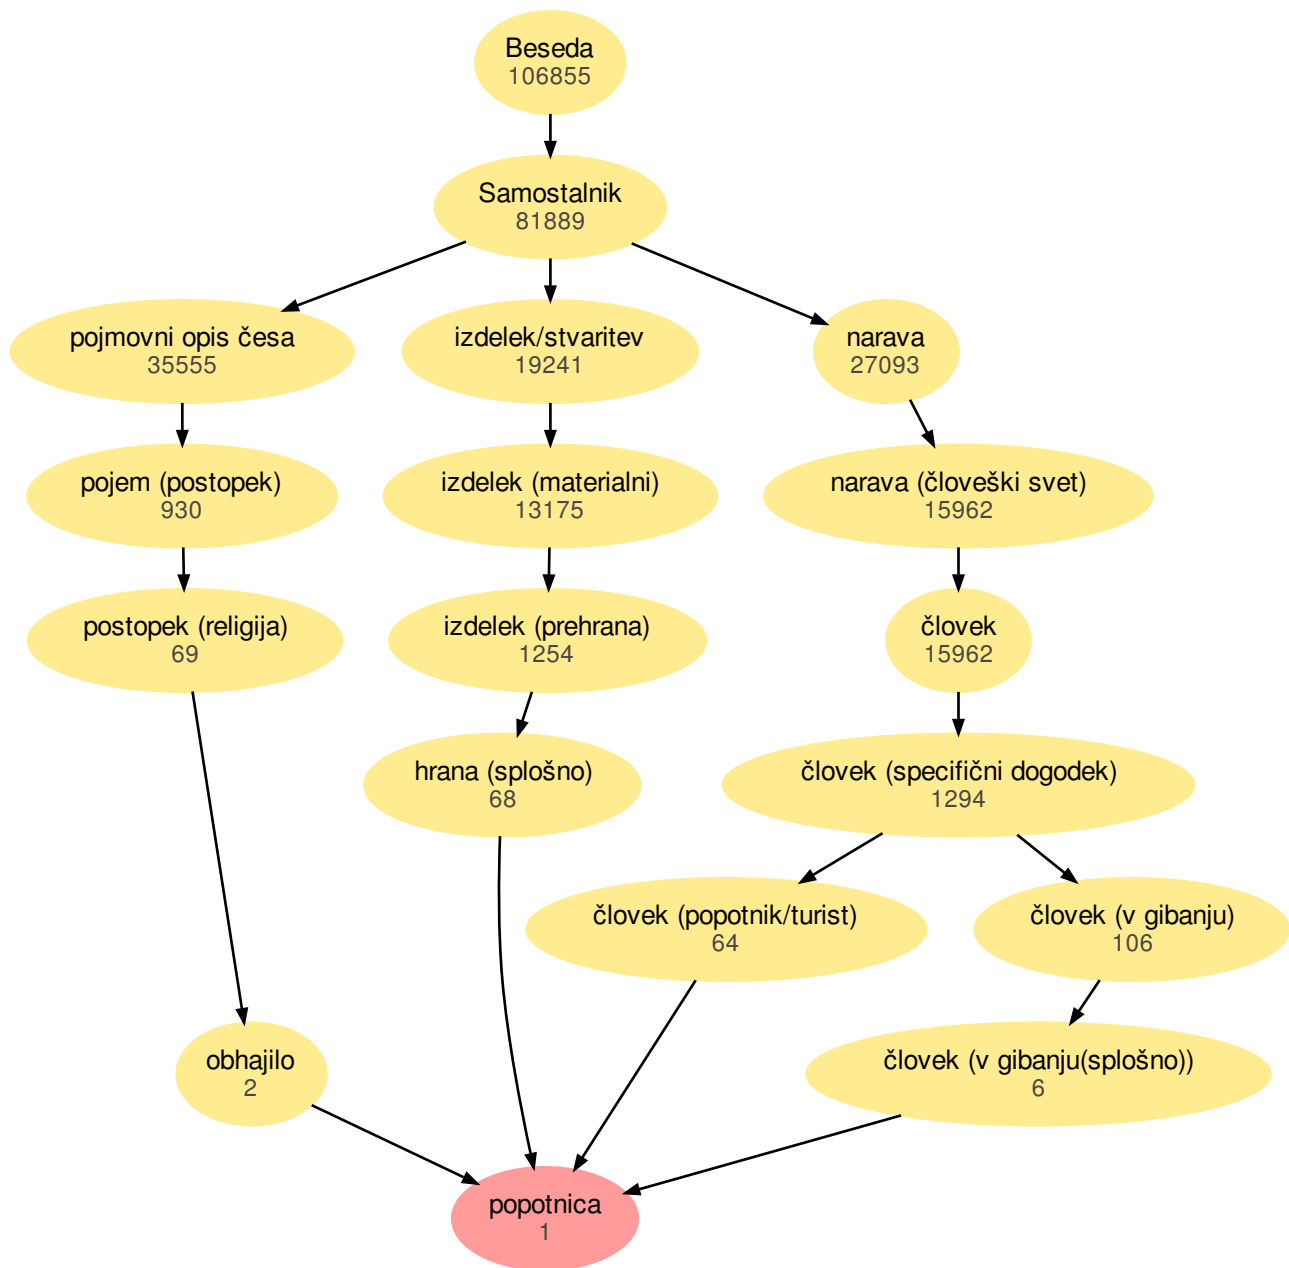 Beseda
106855
Samostalnik
81889
pojmovni opis česa
35555
izdelek/stvaritev
19241
narava
27093
pojem (postopek)
930
izdelek (materialni)
13175
narava (človeški svet)
15962
postopek (religija)
69
izdelek (prehrana)
1254
človek
15962
hrana (splošno)
68
človek (specifični dogodek)
1294
človek (popotnik/turist)
64
človek (v gibanju)
106
obhajilo
2
človek (v gibanju(splošno))
6
popotnica
1